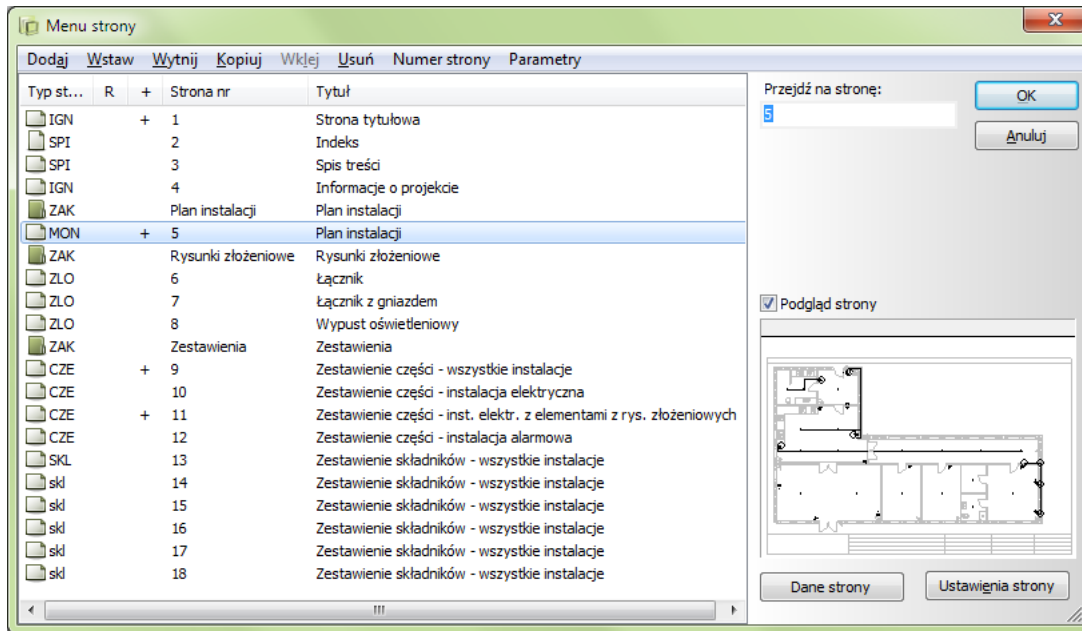 Menu strony
Dodaj Wstaw Wytnij Kopiuj Wklej Usuń Numer strony Parametry
Typ st... R + Strona nr Tytuł
IGN + 1 Strona tytułowa
SPI 2 Indeks
SPI 3 Spis treści
IGN 4 Informacje o projekcie
ZAK Plan instalacji Plan instalacji
MON + 5 Plan instalacji
ZAK Rysunki złożeniowe Rysunki złożeniowe
ZLO 6 Łącznik
ZLO 7 Łącznik z gniazdem
ZLO 8 Wypust oświetleniowy
ZAK Zestawienia Zestawienia
CZE + 9 Zestawienie części - wszystkie instalacje
CZE 10 Zestawienie części - instalacja elektryczna
CZE + 11 Zestawienie części - inst. elektr. z elementami z rys. złożeniowych
CZE 12 Zestawienie części - instalacja alarmowa
SKL 13 Zestawienie składników - wszystkie instalacje
skl 14 Zestawienie składników - wszystkie instalacje
skl 15 Zestawienie składników - wszystkie instalacje
skl 16 Zestawienie składników - wszystkie instalacje
skl 17 Zestawienie składników - wszystkie instalacje
skl 18 Zestawienie składników - wszystkie instalacje
Przejdź na stronę:
5
OK
Anuluj
Podgląd strony
Dane strony
Ustawienia strony